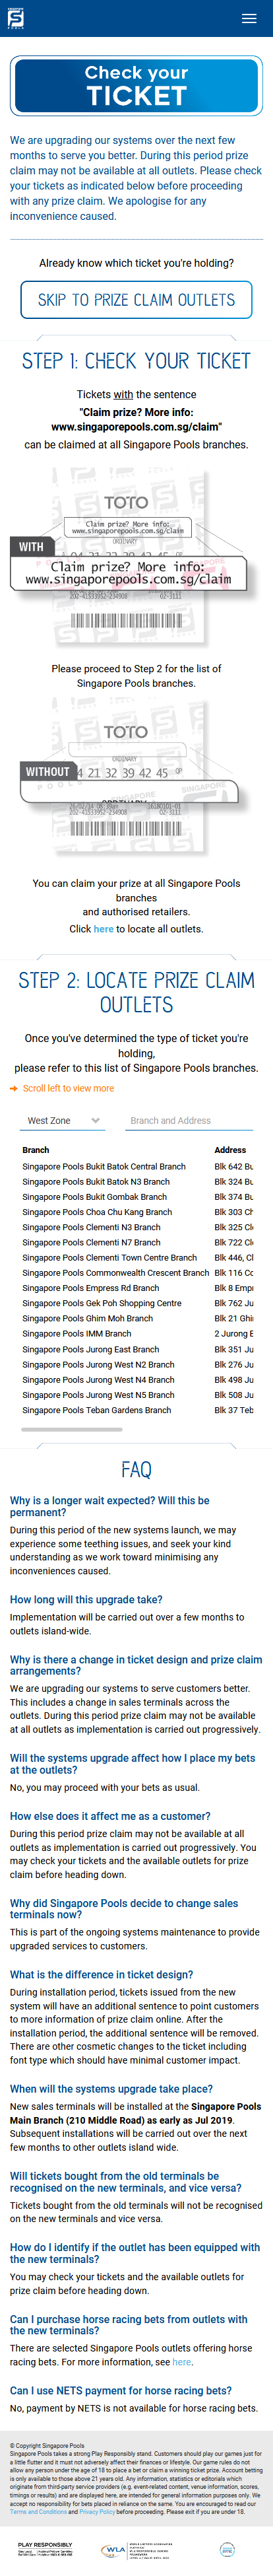 SINGAPORE
POOLS
Check your
TICKET
We are upgrading our systems over the next few
months to serve you better. During this period prize
claim may not be available at all outlets. Please check
your tickets as indicated below before proceeding
with any prize claim. We apologise for any
inconvenience caused.
Already know which ticket you're holding?
SKIP TO PRIZE CLAIM OUTLETS
STEP 1: CHECK YOUR TICKET
Tickets with the sentence
"Claim prize? More info:
www.singaporepools.com.sg/claim"
can be claimed at all Singapore Pools branches.
TOTO
Claim prize? More info:
www.singaporepools.com.sg/claim
ORDINARY
WITH
Claim prize? More info:
www.singaporepools.com.sg/claim
Please proceed to Step 2 for the list of
Singapore Pools branches.
TOTO
ORDINARY
WITHOUT
4 21 32 39 42 45 QP
You can claim your prize at all Singapore Pools
branches
and authorised retailers.
Click here to locate all outlets.
STEP 2: LOCATE PRIZE CLAIM
OUTLETS
Once you've determined the type of ticket you're
holding,
please refer to this list of Singapore Pools branches.
Scroll left to view more
West Zone Branch and Address
Branch Address
Singapore Pools Bukit Batok Central Branch Blk 642 Bu
Singapore Pools Bukit Batok N3 Branch Blk 324 Bu
Singapore Pools Bukit Gombak Branch Blk 374 Bu
Singapore Pools Choa Chu Kang Branch Blk 303 Ch
Singapore Pools Clementi N3 Branch Blk 325 Cle
Singapore Pools Clementi N7 Branch Blk 722 Cle
Singapore Pools Clementi Town Centre Branch Blk 446, Cl
Singapore Pools Commonwealth Crescent Branch Blk 116 Co
Singapore Pools Empress Rd Branch Blk 8 Empr
Singapore Pools Gek Poh Shopping Centre Blk 762 Ju
Singapore Pools Ghim Moh Branch Blk 21 Ghi
Singapore Pools IMM Branch 2 Jurong E
Singapore Pools Jurong East Branch Blk 351 Ju
Singapore Pools Jurong West N2 Branch Blk 276 Ju
Singapore Pools Jurong West N4 Branch Blk 498 Ju
Singapore Pools Jurong West N5 Branch Blk 508 Ju
Singapore Pools Teban Gardens Branch Blk 37 Teb
FAQ
Why is a longer wait expected? Will this be
permanent?
During this period of the new systems launch, we may
experience some teething issues, and seek your kind
understanding as we work toward minimising any
inconveniences caused.
How long will this upgrade take?
Implementation will be carried out over a few months to
outlets island-wide.
Why is there a change in ticket design and prize claim
arrangements?
We are upgrading our systems to serve customers better.
This includes a change in sales terminals across the
outlets. During this period prize claim may not be available
at all outlets as implementation is carried out progressively.
Will the systems upgrade affect how I place my bets
at the outlets?
No, you may proceed with your bets as usual.
How else does it affect me as a customer?
During this period prize claim may not be available at all
outlets as implementation is carried out progressively. You
may check your tickets and the available outlets for prize
claim before heading down.
Why did Singapore Pools decide to change sales
terminals now?
This is part of the ongoing systems maintenance to provide
upgraded services to customers.
What is the difference in ticket design?
During installation period, tickets issued from the new
system will have an additional sentence to point customers
to more information of prize claim online. After the
installation period, the additional sentence will be removed.
There are other cosmetic changes to the ticket including
font type which should have minimal customer impact.
When will the systems upgrade take place?
New sales terminals will be installed at the Singapore Pools
Main Branch (210 Middle Road) as early as Jul 2019.
Subsequent installations will be carried out over the next
few months to other outlets island wide.
Will tickets bought from the old terminals be
recognised on the new terminals, and vice versa?
Tickets bought from the old terminals will not be recognised
on the new terminals and vice versa.
How do I identify if the outlet has been equipped with
the new terminals?
You may check your tickets and the available outlets for
prize claim before heading down.
Can I purchase horse racing bets from outlets with
the new terminals?
There are selected Singapore Pools outlets offering horse
racing bets. For more information, see here.
Can I use NETS payment for horse racing bets?
No, payment by NETS is not available for horse racing bets.
© Copyright Singapore Pools
Singapore Pools takes a strong Play Responsibly stand. Customers should play our games just for
a little flutter and it must not adversely affect their finances or lifestyle. Our game rules do not
allow any person under the age of 18 to place a bet or claim a winning ticket prize. Account betting
is only available to those above 21 years old. Any information, statistics or editorials which
originate from third-party service providers (e.g. event-related content, venue information, scores,
timings or results) and are displayed here, are intended for general information purposes only. We
accept no responsibility for bets placed in reliance on the same. You are encouraged to read our
Terms and Conditions and Privacy Policy before proceeding. Please exit if you are under 18.
PLAY RESPONSIBLY
WLA